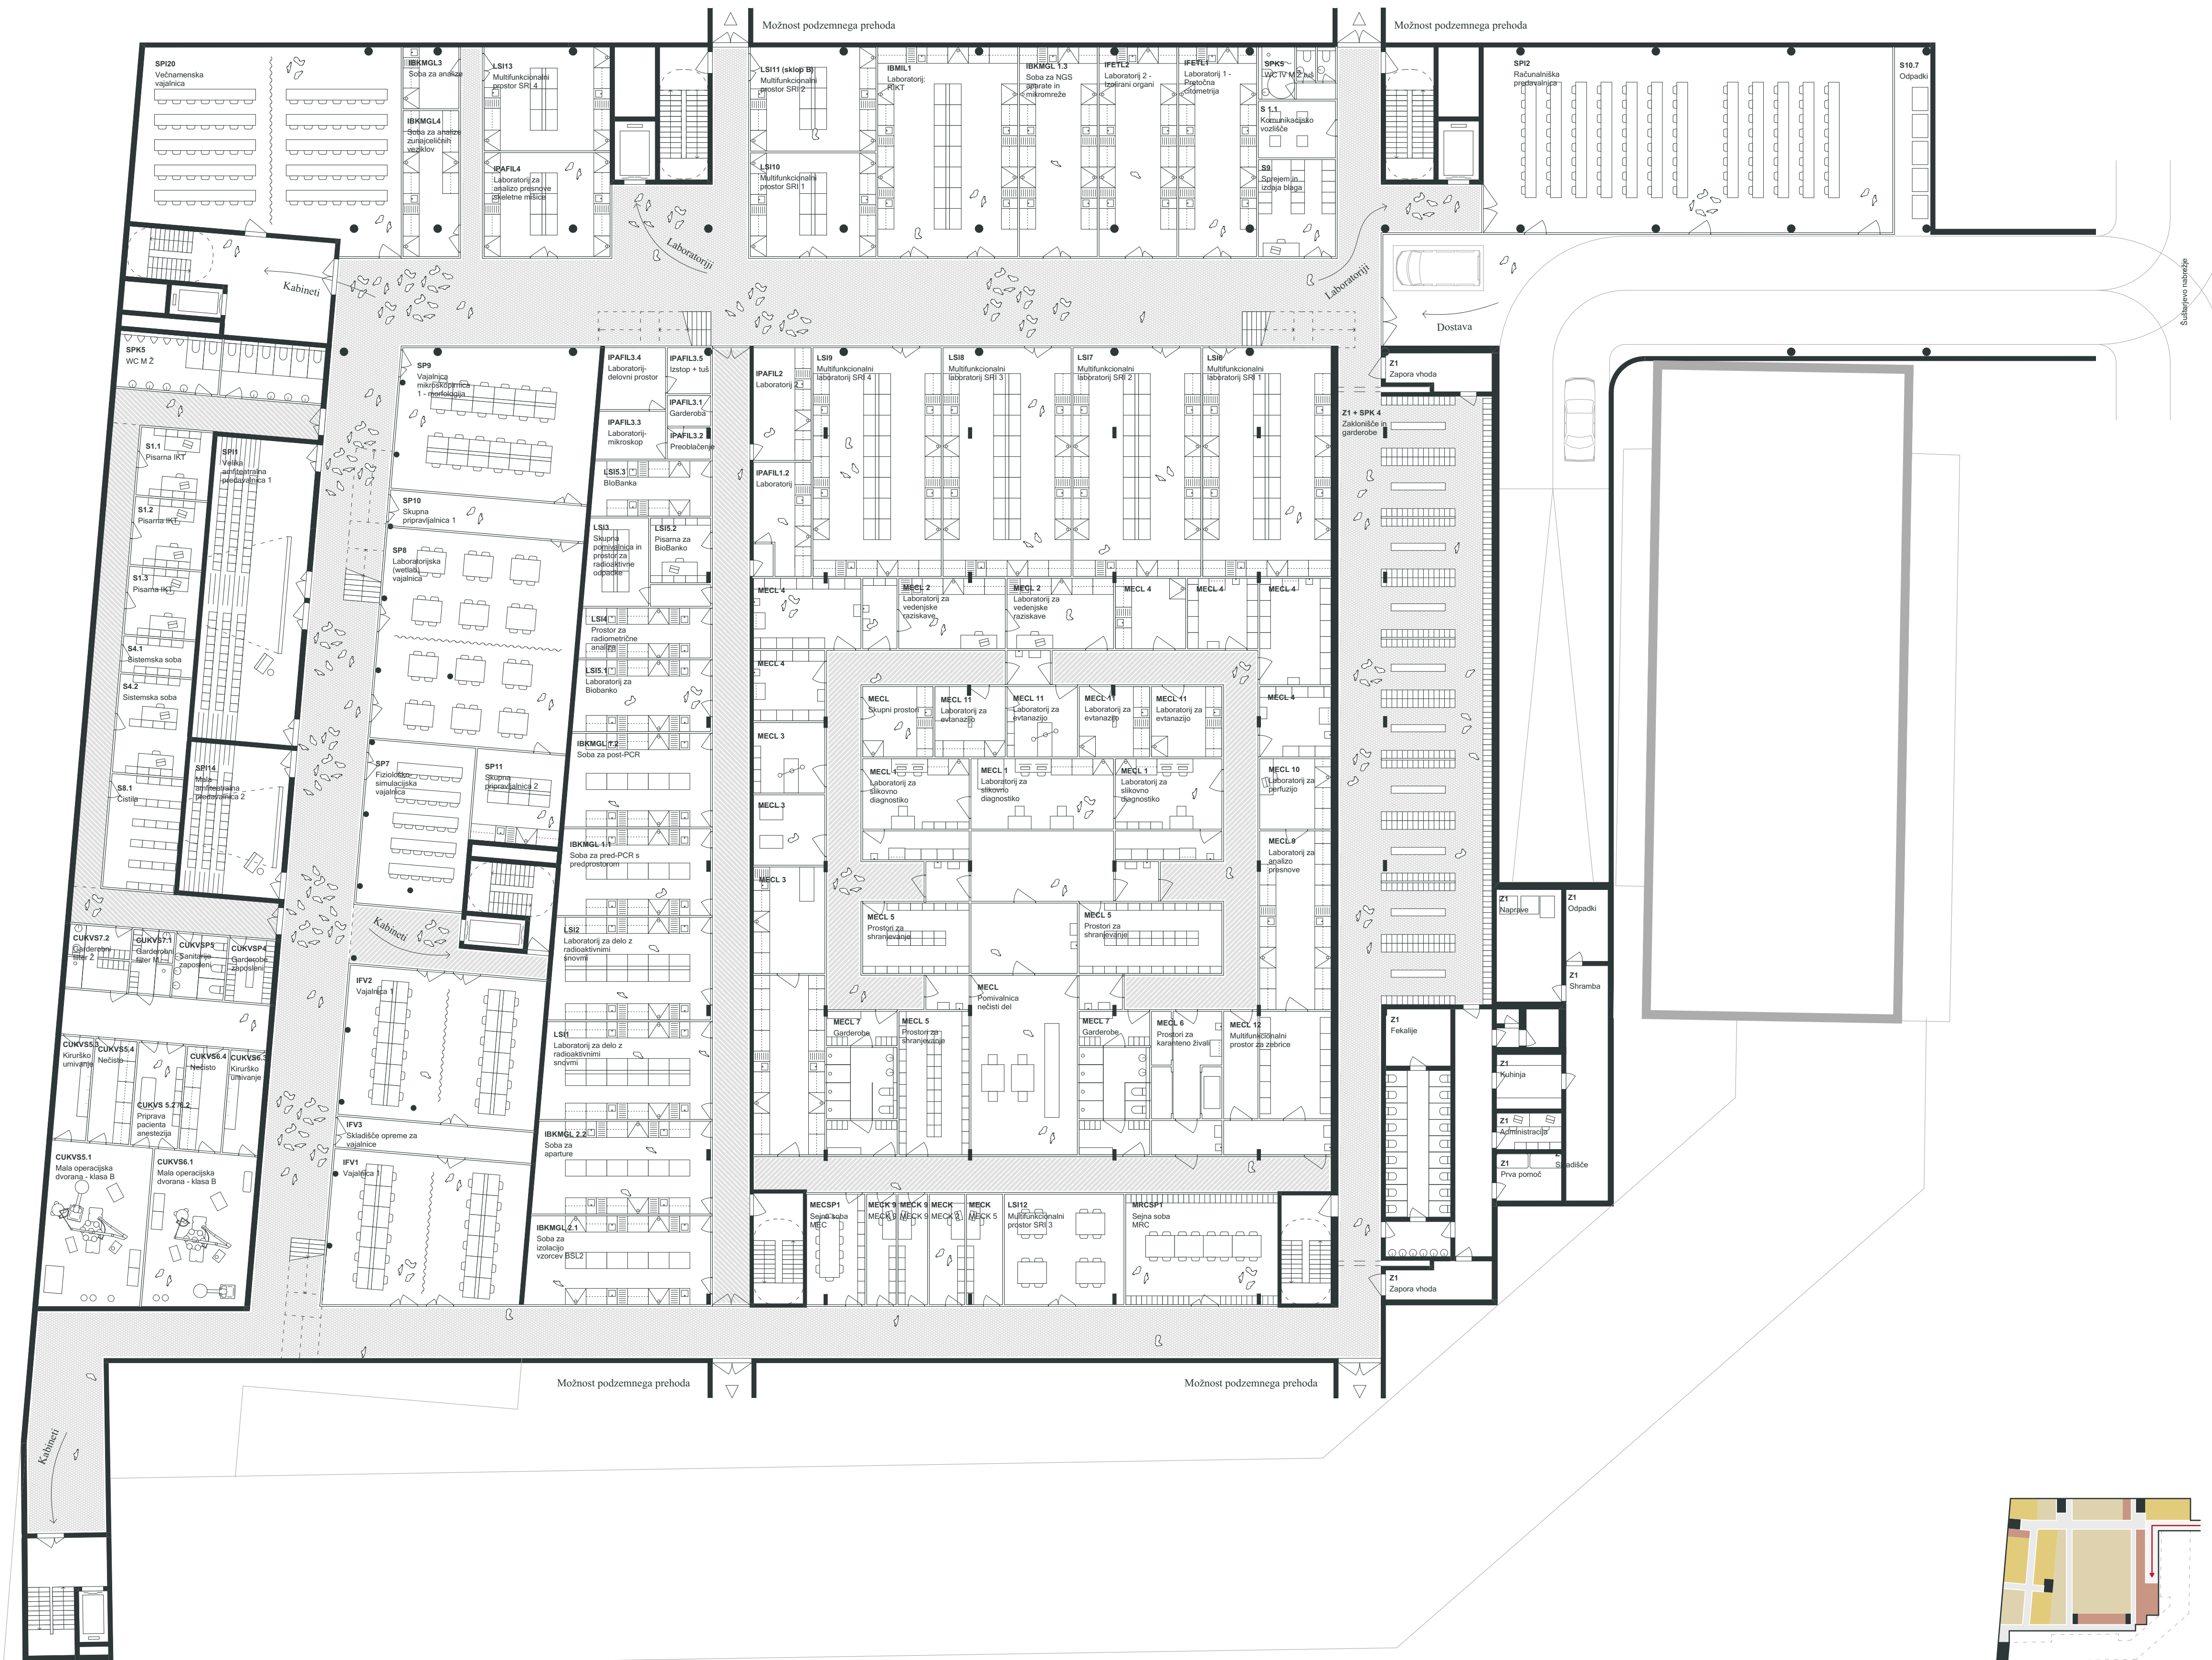 Možnost podzemnega prehoda
Možnost podzemnega prehoda
SPI20
Večnamenska
vajalnica
IBKMGL3
Soba za analize
IBKMGL4
Soba za analize
zunajceličnih
veziklov
LSI13
Multifunkcionalni
prostor SRI 4
IPAFIL4
Laboratorij za
analizo presnove
skeletne mišice
LSI11 (sklop B)
Multifunkcionalni
prostor SRI 2
LSI10
Multifunkcionalni
prostor SRI 1
IBMIL1
Laboratorij:
RIKT
IBKMGL 1.3
Soba za NGS
aparate in
mikromreže
IFETL2
Laboratorij 2 -
Izolirani organi
IFETL1
Laboratorij 1 -
Pretočna
citometrija
SPK5
WC IV M Ž tuš
S 1.1
Komunikacijsko
vozlišče
S9
Sprejem in
izdaja blaga
SPI2
Računalniška
predavalnica
S10.7
Odpadki
Laboratoriji
Laboratoriji
Kabineti
Dostava
Šuštarjevo nabrežje
SPK5
WC M Ž
S1.1
Pisarna IKT
S1.2
Pisarna IKT
S1.3
Pisarna IKT
S4.1
Sistemska soba
S4.2
Sistemska soba
S8.1
Čistila
SPI1
Velika
amfiteatralna
predavalnica 1
SPI14
Mala
amfiteatralna
predavalnica 2
SP9
Vajalnica
mikroskopirnica
1 - morfologija
SP10
Skupna
pripravljalnica 1
SP8
Laboratorijska
(wetlab)
vajalnica
SP7
Fiziološko-
simulacijska
vajalnica
SP11
Skupna
pripravljalnica 2
Kabineti
IPAFIL3.4
Laboratorij-
delovni prostor
IPAFIL3.5
Izstop + tuš
IPAFIL3.1
Garderoba
IPAFIL3.3
Laboratorij-
mikroskop
IPAFIL3.2
Preoblačenje
LSI5.3
BIoBanka
LSI3
Skupna
pomivalnica in
prostor za
radioaktivne
odpadke
LSI5.2
Pisarna za
BioBanko
LSI4
Prostor za
radiometrične
analize
LSI5.1
Laboratorij za
Biobanko
IBKMGL 1.2
Soba za post-PCR
IBKMGL 1.1
Soba za pred-PCR s
predprostorom
LSI2
Laboratorij za delo z
radioaktivnimi
snovmi
LSI1
Laboratorij za delo z
radioaktivnimi
snovmi
IBKMGL 2.2
Soba za
aparture
IBKMGL 2.1
Soba za
izolacijo
vzorcev BSL2
IPAFIL2
Laboratorij 2
IPAFIL1.2
Laboratorij
LSI9
Multifunkcionalni
laboratorij SRI 4
LSI8
Multifunkcionalni
laboratorij SRI 3
LSI7
Multifunkcionalni
laboratorij SRI 2
LSI6
Multifunkcionalni
laboratorij SRI 1
Z1
Zapora vhoda
Z1 + SPK 4
Zaklonišče in
garderobe
MECL 4
MECL 2
Laboratorij za
vedenjske
raziskave
MECL 2
Laboratorij za
vedenjske
raziskave
MECL 4
MECL 4
MECL 4
MECL 4
MECL 4
MECL
Skupni prostori
MECL 11
Laboratorij za
evtanazijo
MECL 11
Laboratorij za
evtanazijo
MECL 11
Laboratorij za
evtanazijo
MECL 11
Laboratorij za
evtanazijo
MECL 3
MECL 3
MECL 3
MECL 1
Laboratorij za
slikovno
diagnostiko
MECL 1
Laboratorij za
slikovno
diagnostiko
MECL 1
Laboratorij za
slikovno
diagnostiko
MECL 10
Laboratorij za
perfuzijo
MECL 9
Laboratorij za
analizo
presnove
MECL 5
Prostori za
shranjevanje
MECL 5
Prostori za
shranjevanje
MECL
Pomivalnica
nečisti del
MECL 7
Garderobe
MECL 5
Prostori za
shranjevanje
MECL 7
Garderobe
MECL 6
Prostori za
karanteno živali
MECL 12
Multifunkcionalni
prostor za zebrice
MECSP1
Sejna soba
MEC
MECK 9
MECK 9
MECK
MECK
MECK 5
LSI12
Multifunkcionalni
prostor SRI 3
MRCSP1
Sejna soba
MRC
CUKVS7.2
Garderobni
filter Ž
CUKVS7.1
Garderobni
filter M
CUKVSP5
Sanitarije
zaposleni
CUKVSP4
Garderobe
zaposleni
CUKVS5.3
Kirurško
umivanje
CUKVS5.4
Nečisto
CUKVS6.4
Nečisto
CUKVS6.3
Kirurško
umivanje
Priprava
pacienta
anestezija
CUKVS5.1
Mala operacijska
dvorana - klasa B
CUKVS6.1
Mala operacijska
dvorana - klasa B
IFV2
Vajalnica 1
IFV3
Skladišče opreme za
vajalnice
IFV1
Vajalnica 1
Z1
Naprave
Z1
Odpadki
Z1
Shramba
Z1
Fekalije
Z1
Kuhinja
Z1
Administracija
Z1
Prva pomoč
Z1
Zapora vhoda
Možnost podzemnega prehoda
Možnost podzemnega prehoda
Kabineti